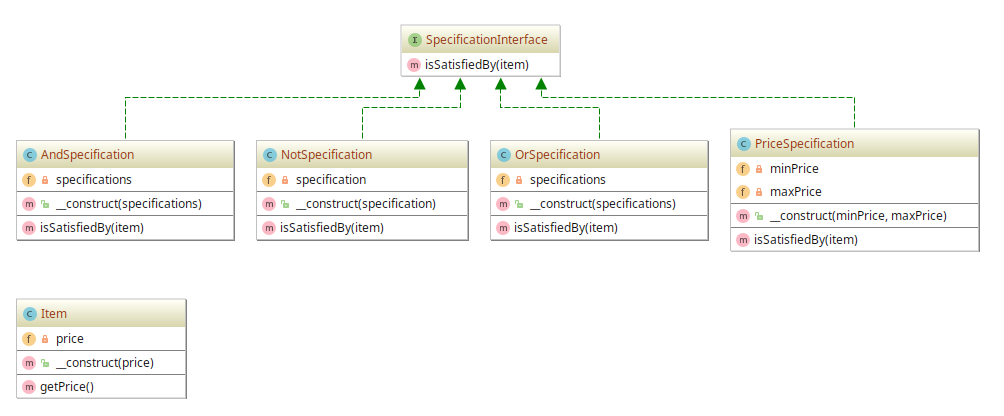 I SpecificationInterface
m isSatisfiedBy(item)
C AndSpecification
f specifications
m __construct(specifications)
m isSatisfiedBy(item)
C NotSpecification
f specification
m __construct(specification)
m isSatisfiedBy(item)
C OrSpecification
f specifications
m __construct(specifications)
m isSatisfiedBy(item)
C PriceSpecification
f minPrice
f maxPrice
m __construct(minPrice, maxPrice)
m isSatisfiedBy(item)
C Item
f price
m __construct(price)
m getPrice()